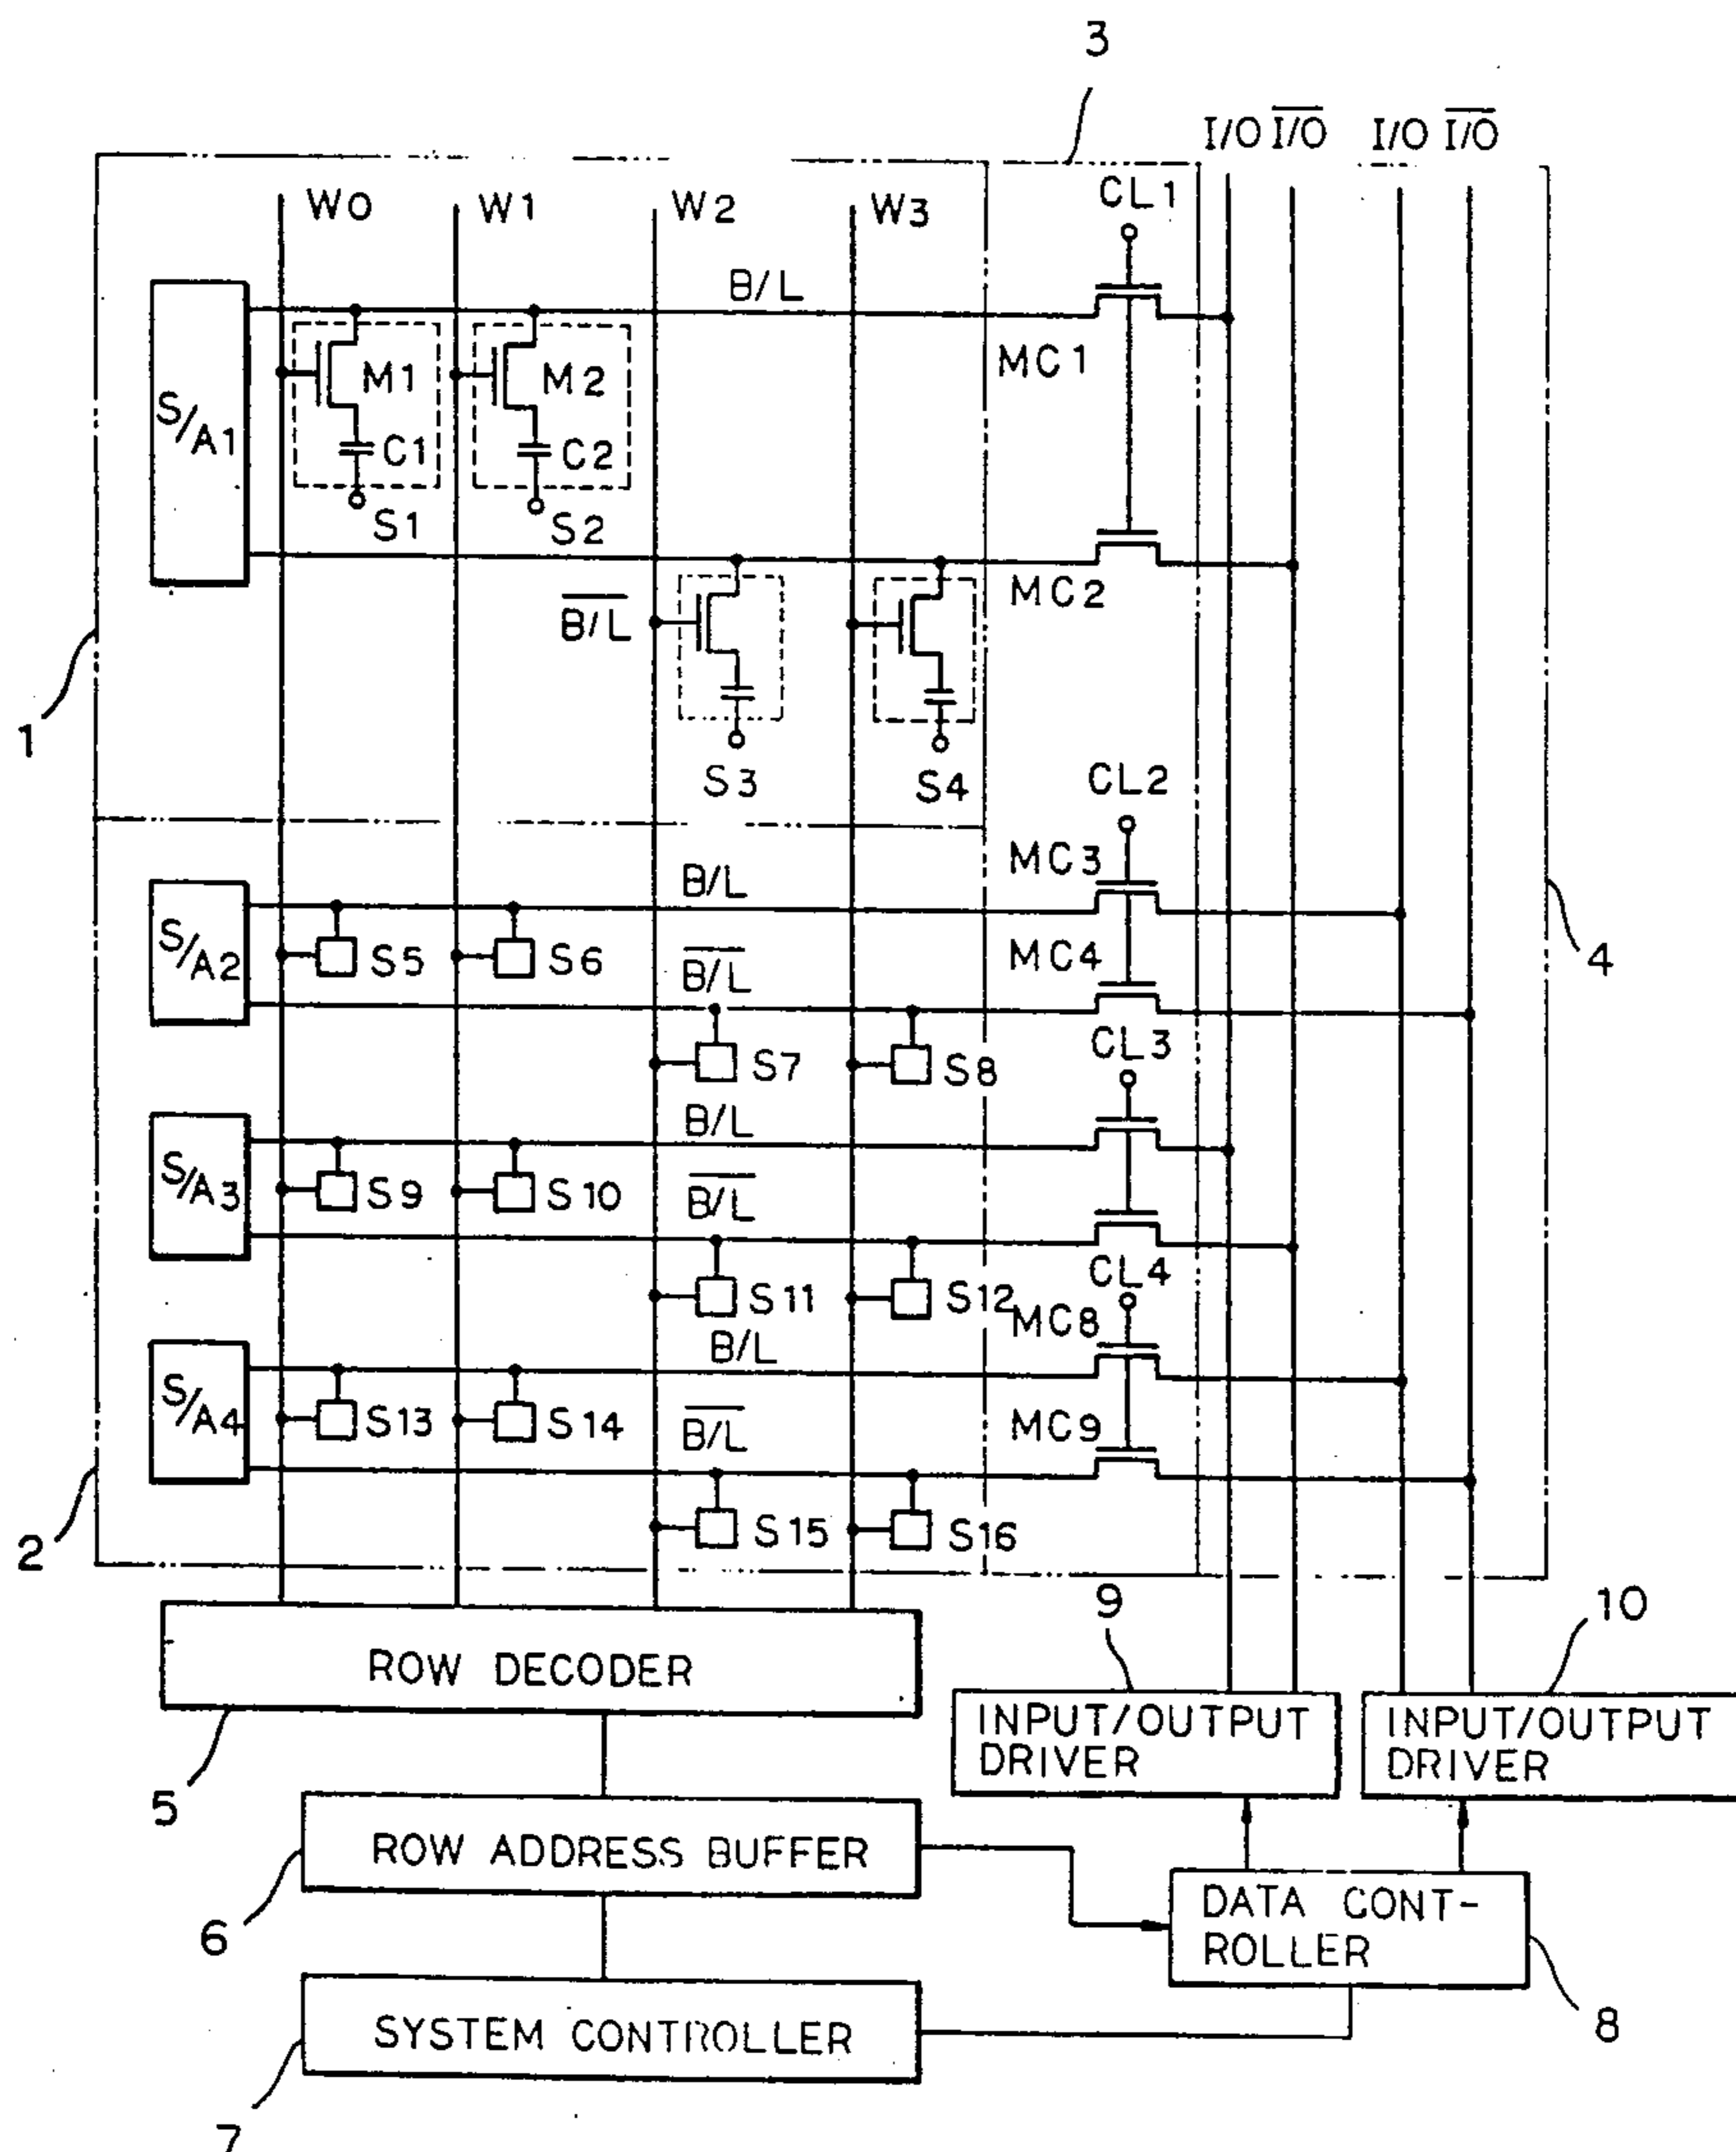 3
I/O I/O I/O I/O
W0 W1 W2 W3 CL1
B/L
S/A1 M1 M2 MC1
C1 C2
S1 S2
B/L MC2
1
S3 S4 CL2
MC3
B/L
S/A2 S5 S6 B/L MC4 4
CL3
S7 S8
B/L
S/A3 S9 S10 B/L
CL4
S11 S12 MC8
B/L
S/A4 S13 S14 B/L MC9
2 S15 S16
9 10
ROW DECODER
INPUT/OUTPUT DRIVER
INPUT/OUTPUT DRIVER
5
ROW ADDRESS BUFFER
6
DATA CONT-
ROLLER
SYSTEM CONTROLLER 8
7